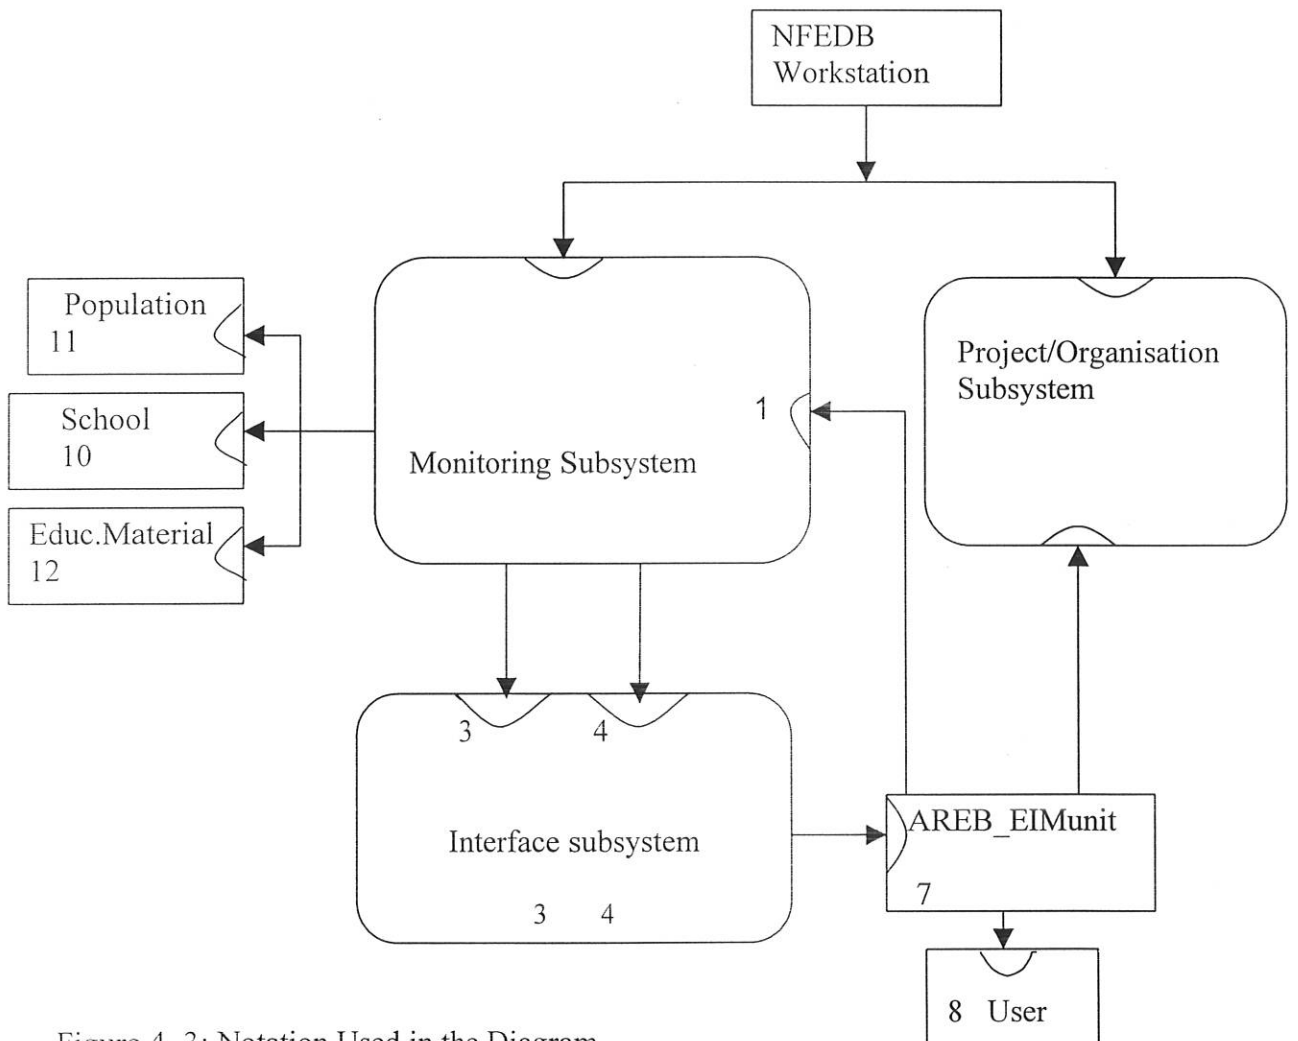 NFEDB
Workstation
Population
11
School
10
Educ.Material
12
1
Monitoring Subsystem
Project/Organisation
Subsystem
3 4
Interface subsystem
3 4
AREB_EIMunit
7
8 User
Figure 4. 3: Notation Used in the Diagram